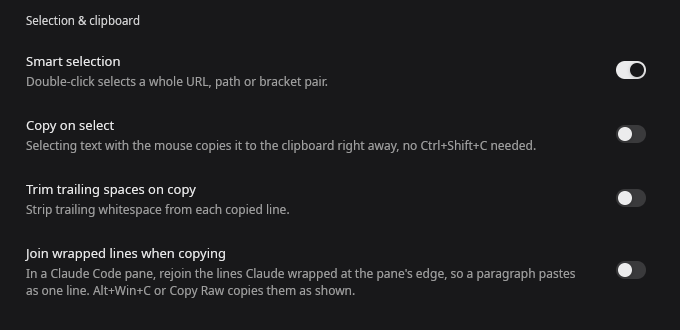 Selection & clipboard
Smart selection
Double-click selects a whole URL, path or bracket pair.
Copy on select
Selecting text with the mouse copies it to the clipboard right away, no Ctrl+Shift+C needed.
Trim trailing spaces on copy
Strip trailing whitespace from each copied line.
Join wrapped lines when copying
In a Claude Code pane, rejoin the lines Claude wrapped at the pane's edge, so a paragraph pastes
as one line. Alt+Win+C or Copy Raw copies them as shown.